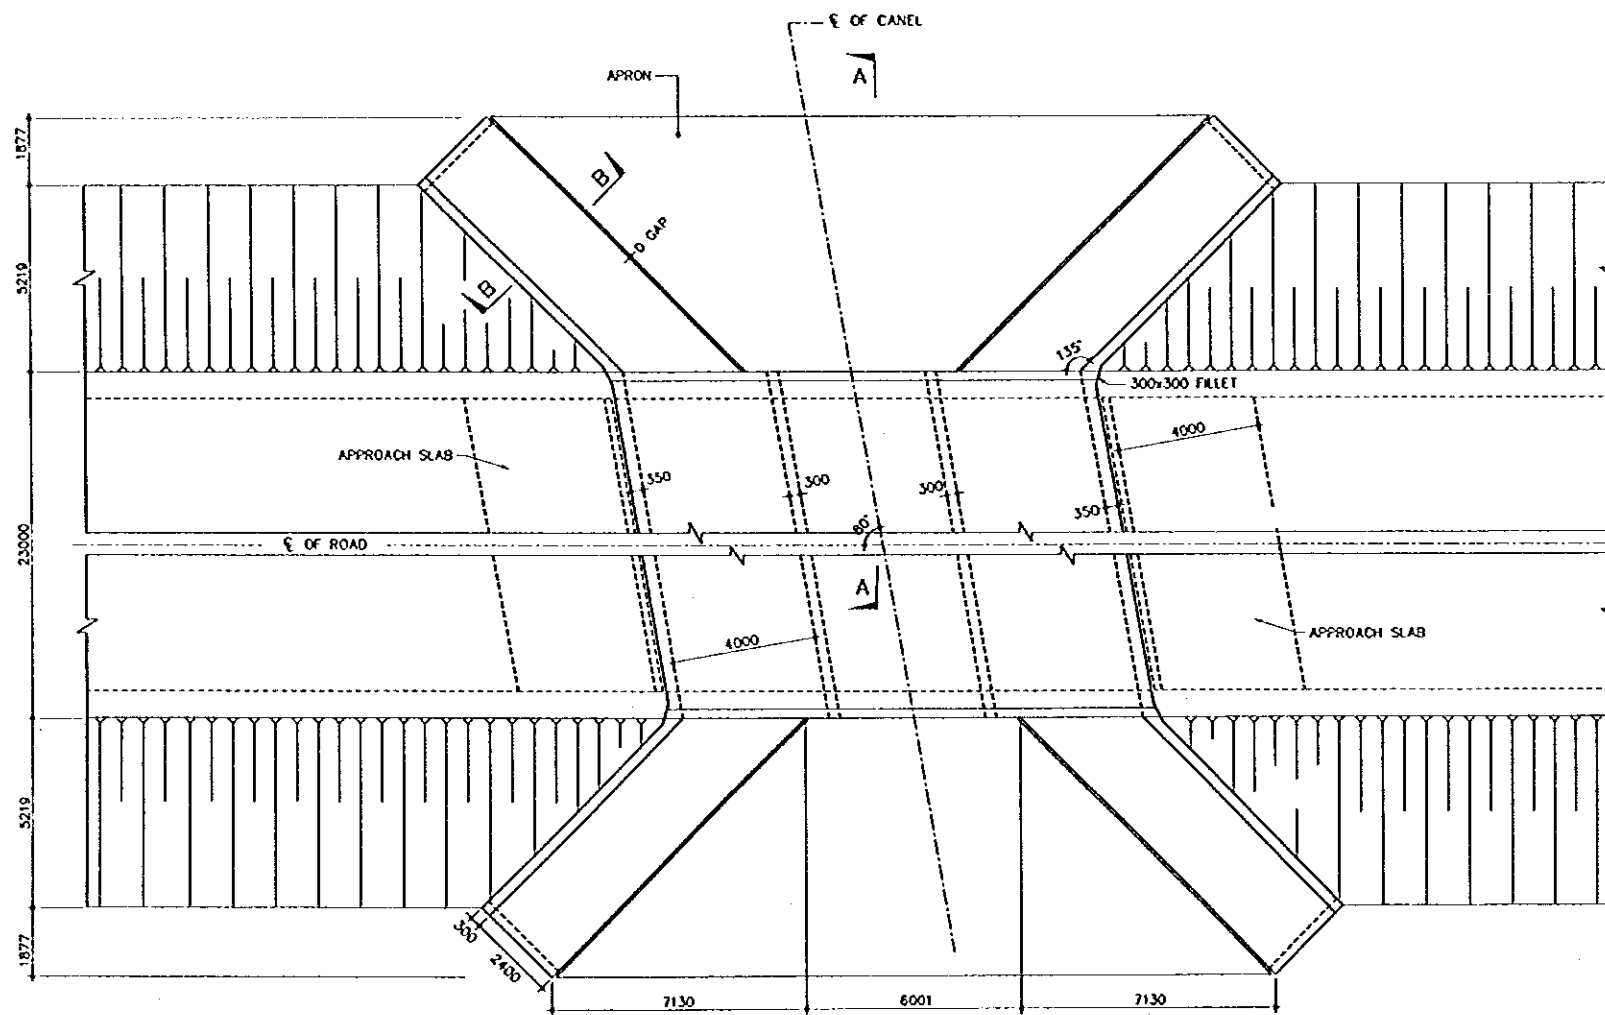 ℄ OF CANEL
A
APRON
1877
B
D GAP
5219
B
135°
300x300 FILLET
4000
APPROACH SLAB
350
300
300
350
80°
℄ OF ROAD
23000
A
4000
APPROACH SLAB
5219
300
2400
1877
7130
6001
7130